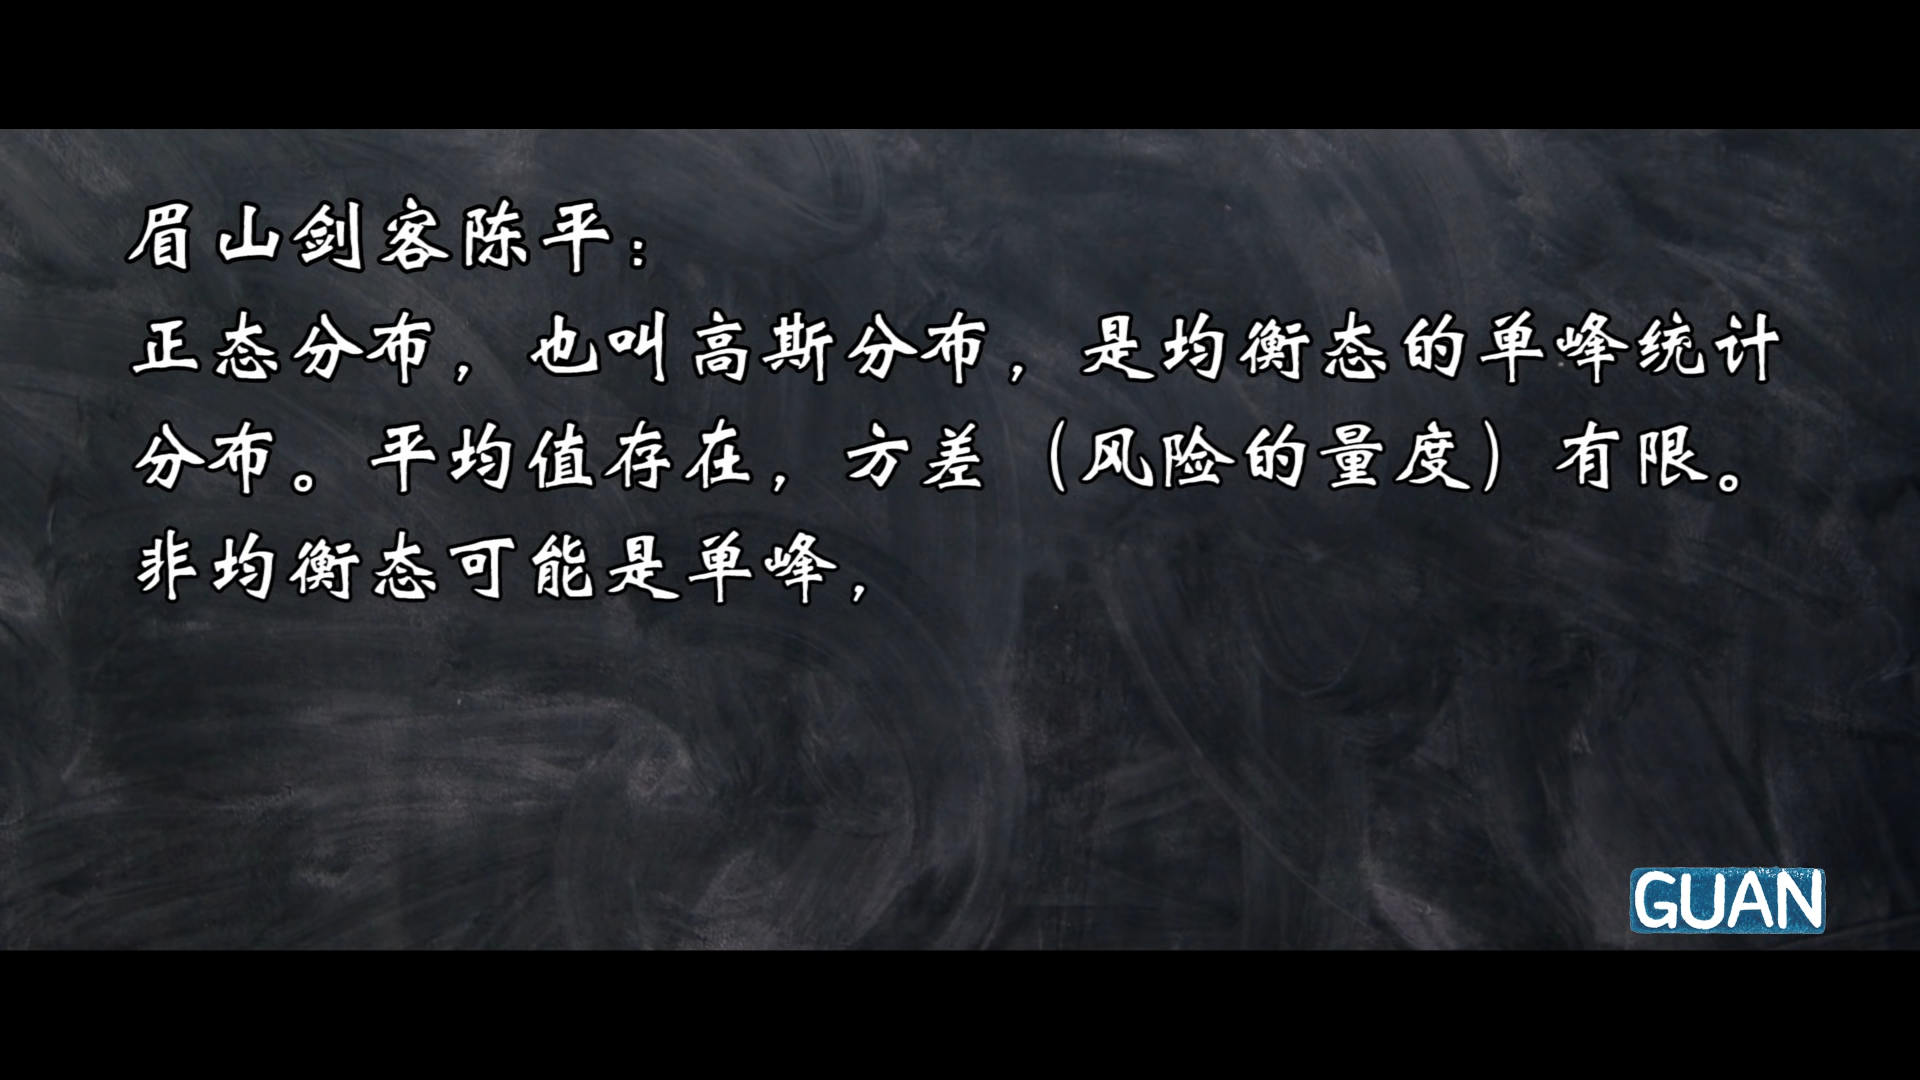 眉山剑客陈平：
正态分布，也叫高斯分布，是均衡态的单峰统计
分布。平均值存在，方差（风险的量度）有限。
非均衡态可能是单峰，
GUAN